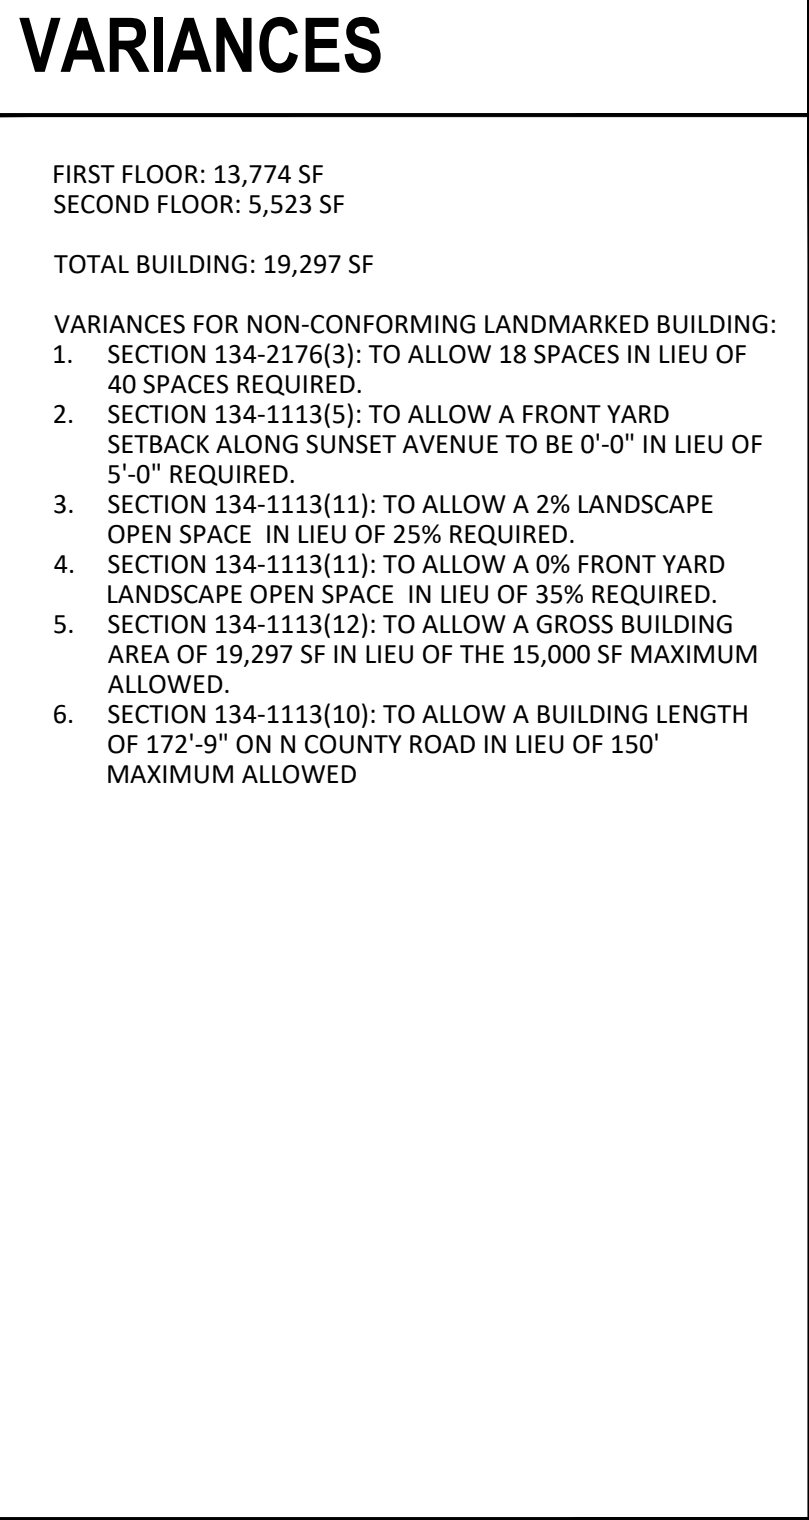 VARIANCES
FIRST FLOOR: 13,774 SF
SECOND FLOOR: 5,523 SF
TOTAL BUILDING: 19,297 SF
VARIANCES FOR NON-CONFORMING LANDMARKED BUILDING:
1. SECTION 134-2176(3): TO ALLOW 18 SPACES IN LIEU OF
40 SPACES REQUIRED.
2. SECTION 134-1113(5): TO ALLOW A FRONT YARD
SETBACK ALONG SUNSET AVENUE TO BE 0'-0" IN LIEU OF
5'-0" REQUIRED.
3. SECTION 134-1113(11): TO ALLOW A 2% LANDSCAPE
OPEN SPACE  IN LIEU OF 25% REQUIRED.
4. SECTION 134-1113(11): TO ALLOW A 0% FRONT YARD
LANDSCAPE OPEN SPACE  IN LIEU OF 35% REQUIRED.
5. SECTION 134-1113(12): TO ALLOW A GROSS BUILDING
AREA OF 19,297 SF IN LIEU OF THE 15,000 SF MAXIMUM
ALLOWED.
6. SECTION 134-1113(10): TO ALLOW A BUILDING LENGTH
OF 172'-9" ON N COUNTY ROAD IN LIEU OF 150'
MAXIMUM ALLOWED